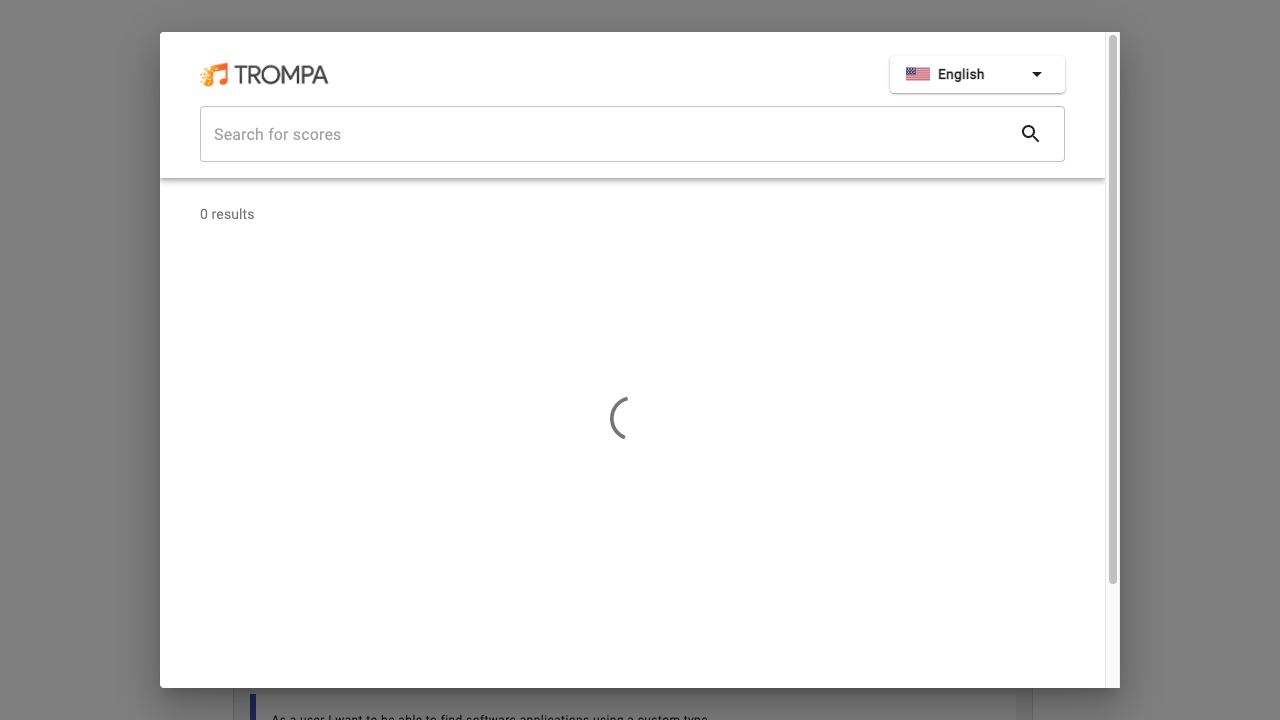 TROMPA
English
Search for scores
0 results
As a user I want to be able to find software applications using a custom type